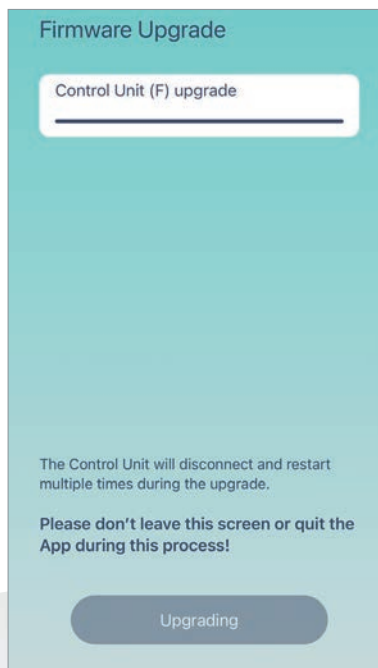 Firmware Upgrade
Control Unit (F) upgrade
The Control Unit will disconnect and restart
multiple times during the upgrade.
Please don’t leave this screen or quit the
App during this process!
Upgrading